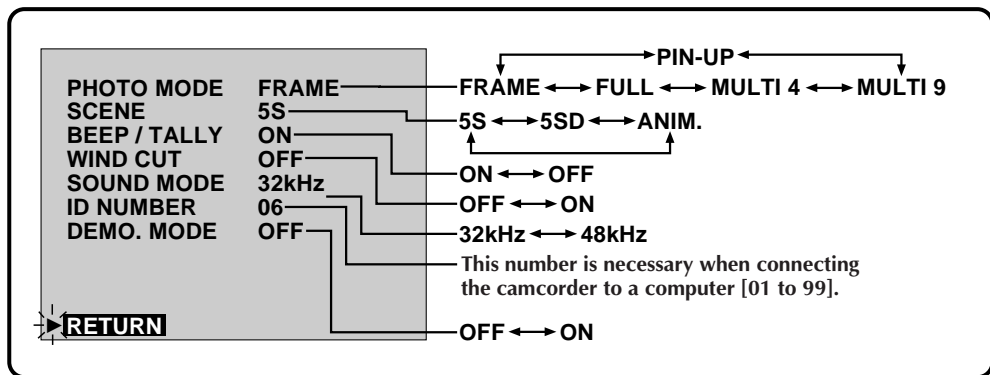 PIN-UP
PHOTO MODE FRAME FRAME FULL MULTI 4 MULTI 9
SCENE 5S 5S 5SD ANIM.
BEEP / TALLY ON ON OFF
WIND CUT OFF OFF ON
SOUND MODE 32kHz 32kHz 48kHz
ID NUMBER 06 This number is necessary when connecting
the camcorder to a computer [01 to 99].
DEMO. MODE OFF OFF ON
RETURN